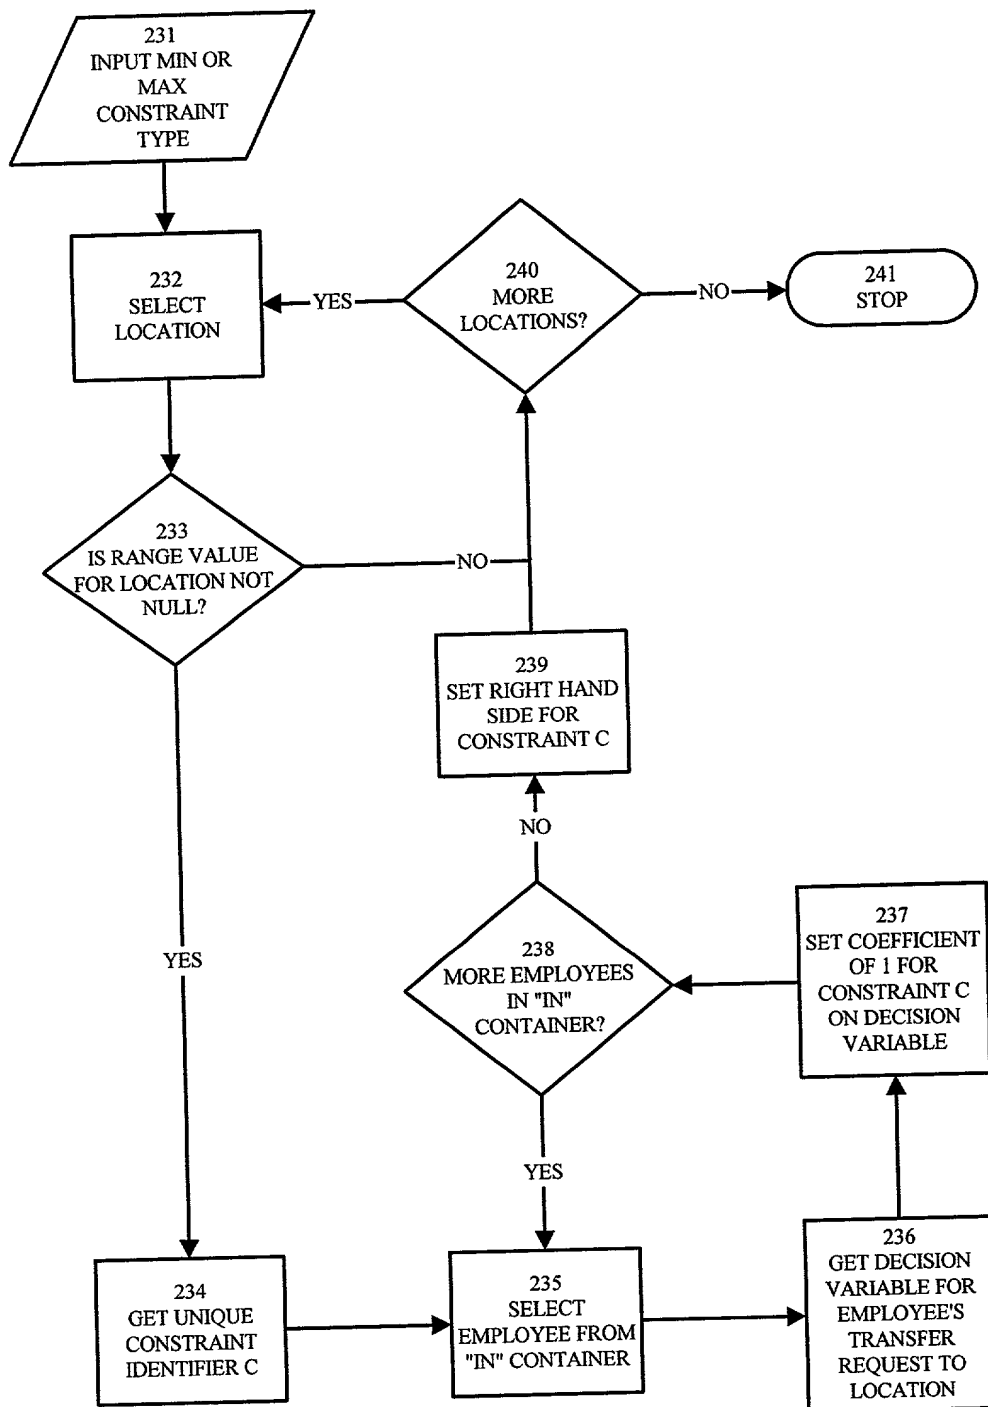 231
INPUT MIN OR
MAX
CONSTRAINT
TYPE
232
SELECT
LOCATION
YES
240
MORE
LOCATIONS?
NO
241
STOP
233
IS RANGE VALUE
FOR LOCATION NOT
NULL?
NO
239
SET RIGHT HAND
SIDE FOR
CONSTRAINT C
NO
YES
238
MORE EMPLOYEES
IN "IN"
CONTAINER?
237
SET COEFFICIENT
OF 1 FOR
CONSTRAINT C
ON DECISION
VARIABLE
YES
234
GET UNIQUE
CONSTRAINT
IDENTIFIER C
235
SELECT
EMPLOYEE FROM
"IN" CONTAINER
236
GET DECISION
VARIABLE FOR
EMPLOYEE'S
TRANSFER
REQUEST TO
LOCATION